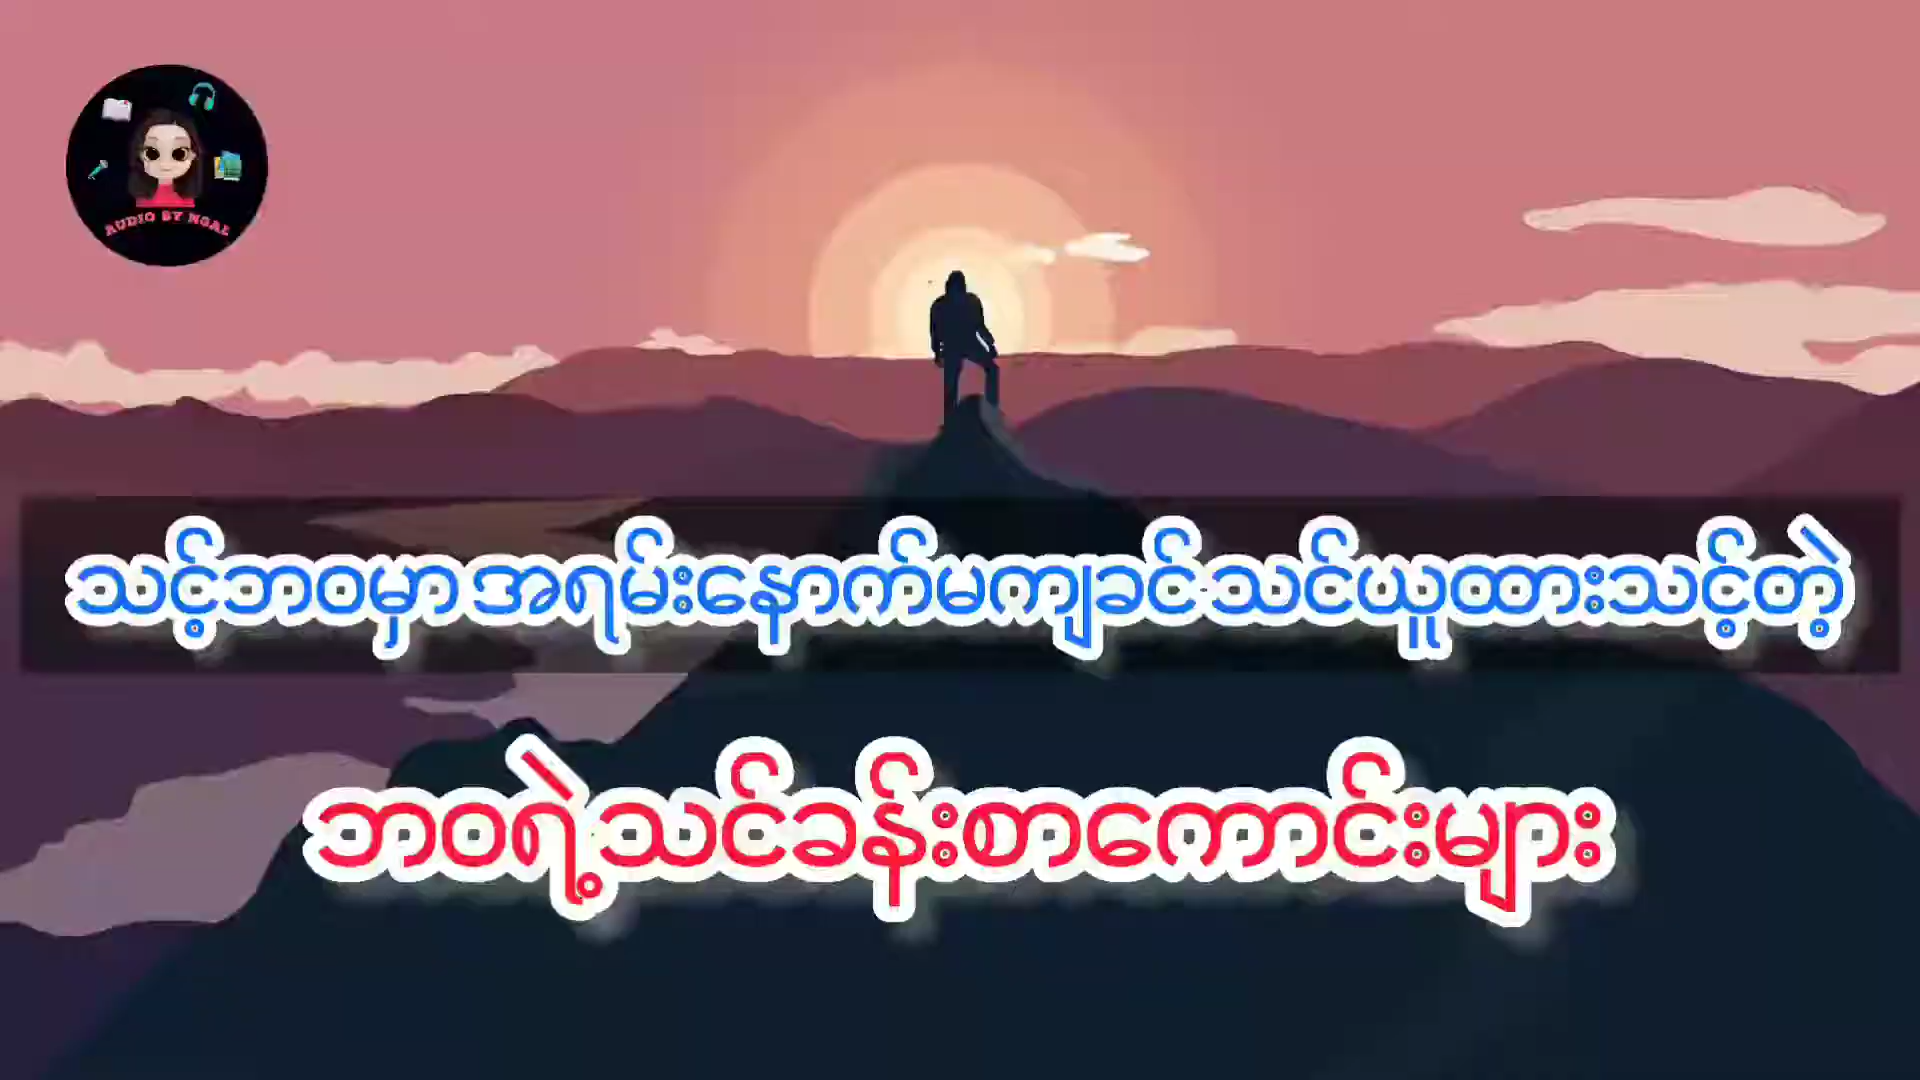 AUDIO BY NGAL
သင့်ဘဝမှာအရမ်းနောက်မကျခင်သင်ယူထားသင့်တဲ့
ဘဝရဲ့သင်ခန်းစာကောင်းများ